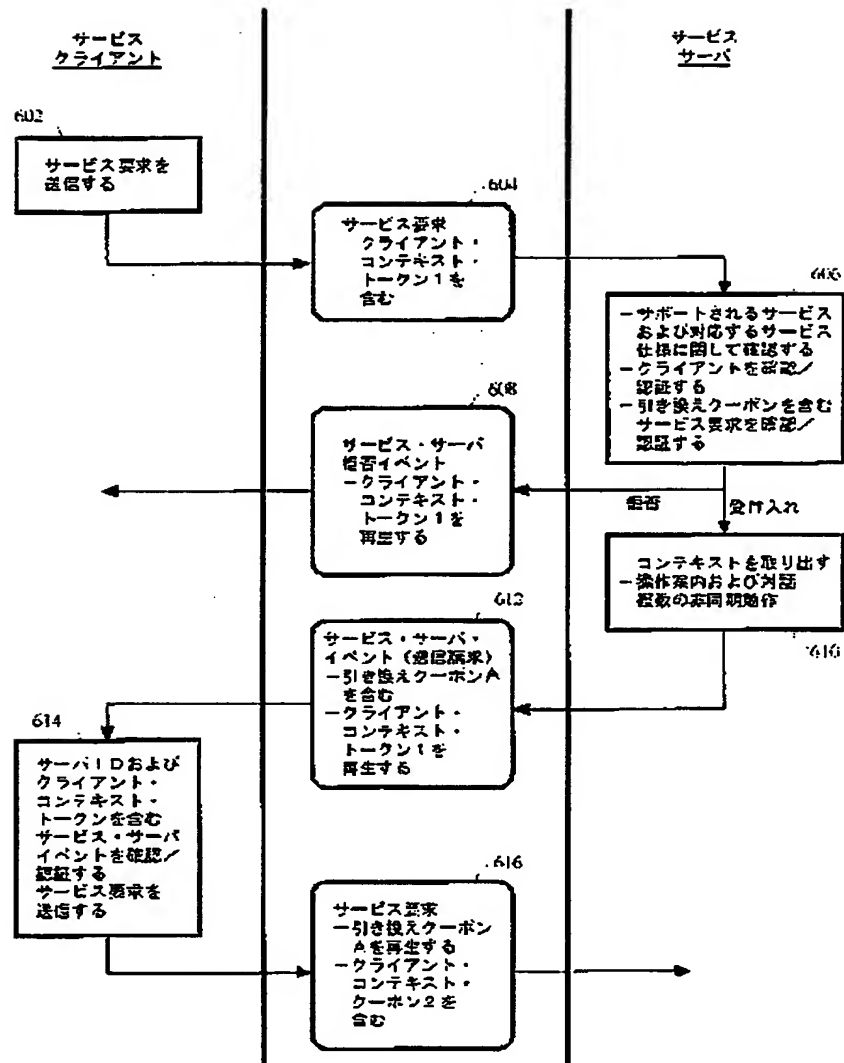 サービス
クライアント
サービス
サーバ
602
サービス要求を
送信する
604
サービス要求
クライアント・
コンテキスト・
トークン1を
含む
606
－サポートされるサービス
および対応するサービス
仕様に関して確認する
－クライアントを確認／
認証する
－引き換えクーポンを含む
サービス要求を確認／
認証する
608
サービス・サーバ
拒否イベント
－クライアント・
コンテキスト・
トークン1を
再生する
拒否
受け入れ
コンテキストを取り出す
－操作案内および対話
複数の非同期動作
610
612
サービス・サーバ・
イベント（送信請求）
－引き換えクーポンA
を含む
－クライアント・
コンテキスト・
トークン1を
再生する
614
サーバIDおよび
クライアント・
コンテキスト・
トークンを含む
サービス・サーバ
イベントを確認／
認証する
サービス要求を
送信する
616
サービス要求
－引き換えクーポン
Aを再生する
－クライアント・
コンテキスト・
クーポン2を
含む